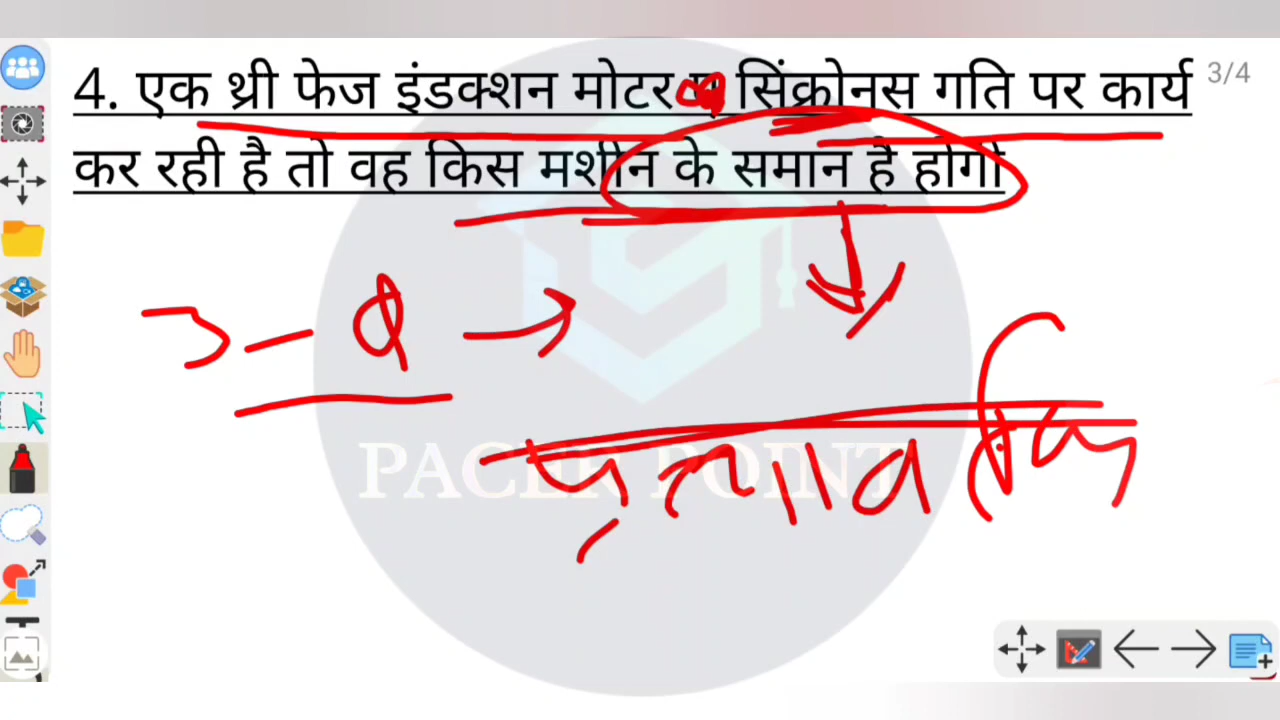 4. एक थ्री फेज इंडक्शन मोटर सिंक्रोनस गति पर कार्य 3/4
कर रही है तो वह किस मशीन के समान है होगी
3-Φ →
PACER POINT